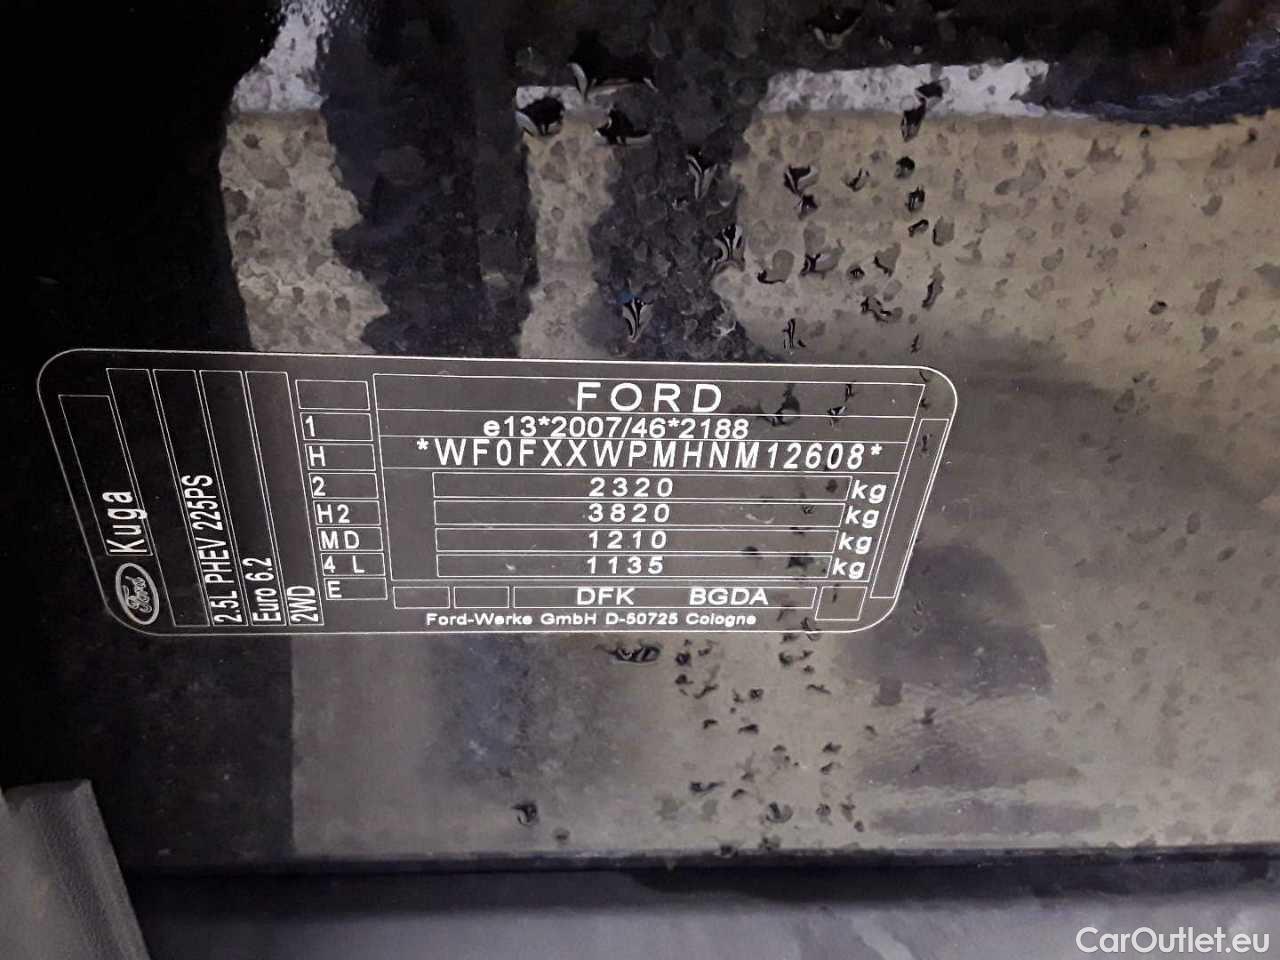 FORD
e13*2007/46*2188
*WF0FXXWPMHNM12608*
2320 kg
3820 kg
1210 kg
1135 kg
DFK BGDA
Ford-Werke GmbH D-50725 Cologne
1
H
2
H2
MD
4 L
E
Ford Kuga
2.5L PHEV 225PS
Euro 6.2
2WD
CarOutlet.eu